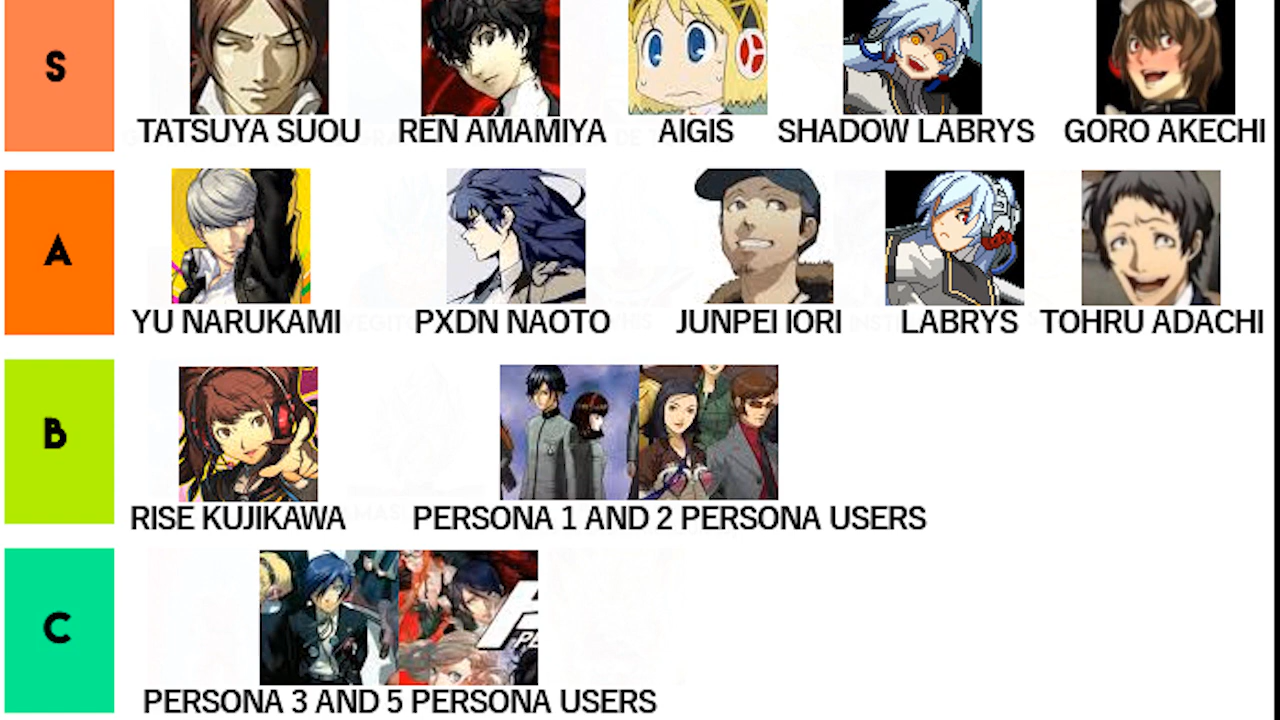 S
TATSUYA SUOU REN AMAMIYA AIGIS SHADOW LABRYS GORO AKECHI
A
YU NARUKAMI PXDN NAOTO JUNPEI IORI LABRYS TOHRU ADACHI
B
RISE KUJIKAWA PERSONA 1 AND 2 PERSONA USERS
C
PERSONA 3 AND 5 PERSONA USERS